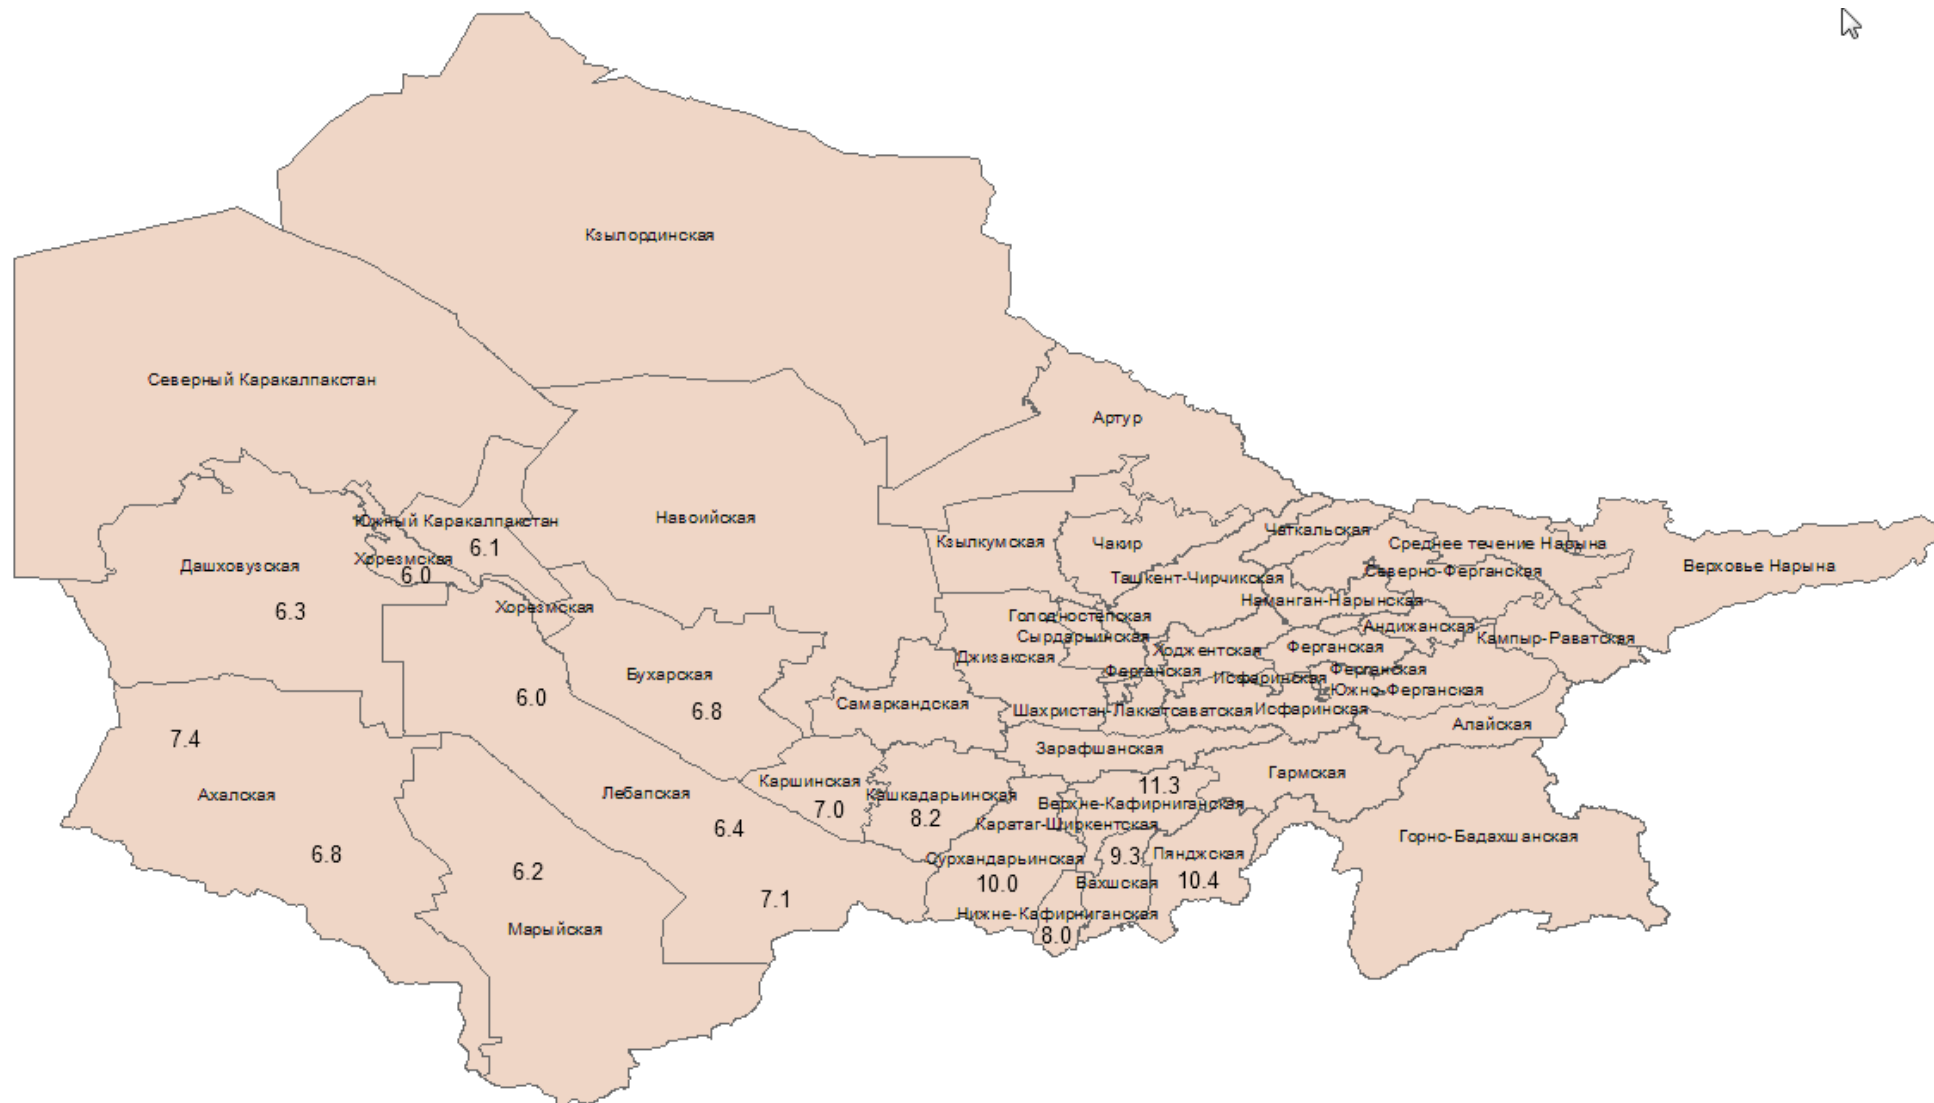 Кзылординская
Северный Каракалпакстан
Артур
Навоийская
Южный Каракалпакстан
6.1
Хорезмская
6.0
Дашховузская
6.3
Хорезмская
Кзылкумская
Чакир
Чаткальская
Среднее течение Нарына
Верховье Нарына
Ташкент-Чирчикская
Северно-Ферганская
Наманган-Нарынская
Голодностепская
Сырдарьинская
Андижанская
Кампыр-Раватская
Джизакская
Ходжентская
Ферганская
Ферганская
Ферганская
Исфаринская
Южно-Ферганская
Бухарская
6.8
6.0
Самаркандская
Шахристан-Лаккатсаватская
Исфаринская
Алайская
7.4
Ахалская
6.8
Зарафшанская
Гармская
Каршинская
7.0
Кашкадарьинская
8.2
11.3
Верхне-Кафирниганская
Каратаг-Ширкентская
Лебапская
6.4
7.1
Горно-Бадахшанская
Сурхандарьинская
10.0
9.3
Вахшская
Пянджская
10.4
6.2
Марыйская
Нижне-Кафирниганская
8.0